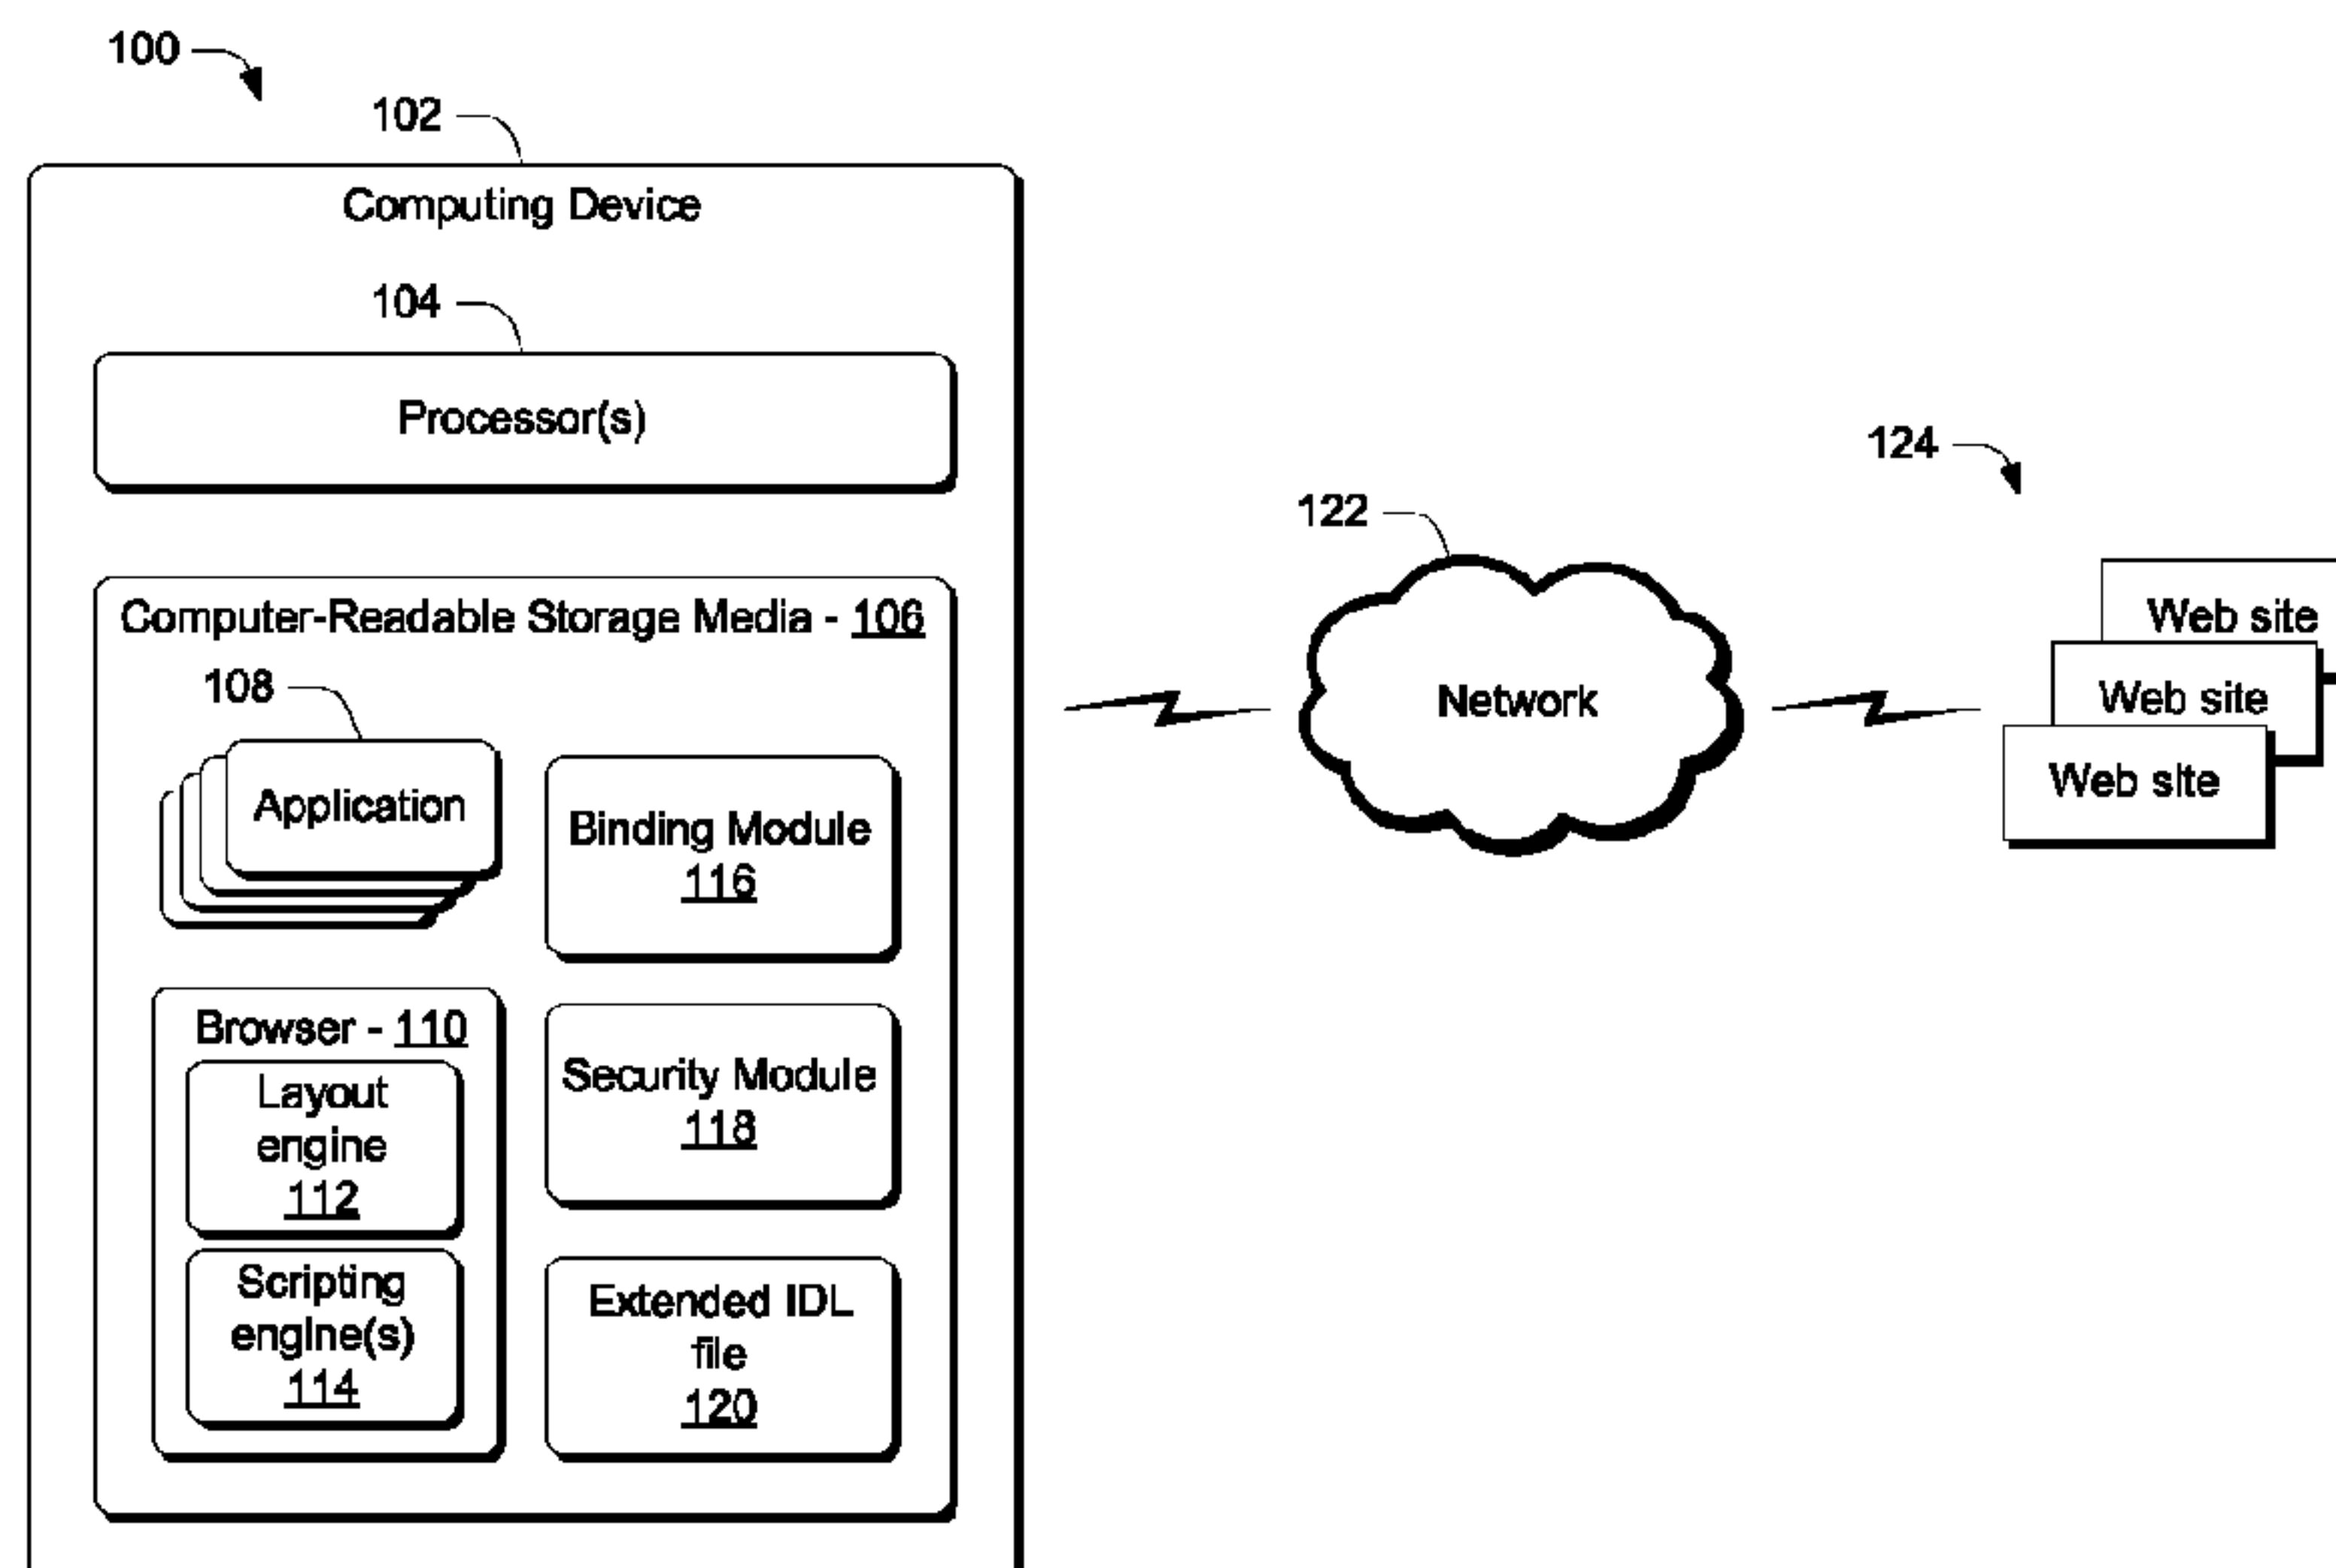 100
102
Computing Device
104
Processor(s)
Computer-Readable Storage Media - 106
108
Application
Binding Module
116
Browser - 110
Layout
engine
112
Scripting
engine(s)
114
Security Module
118
Extended IDL
file
120
122
Network
124
Web site
Web site
Web site